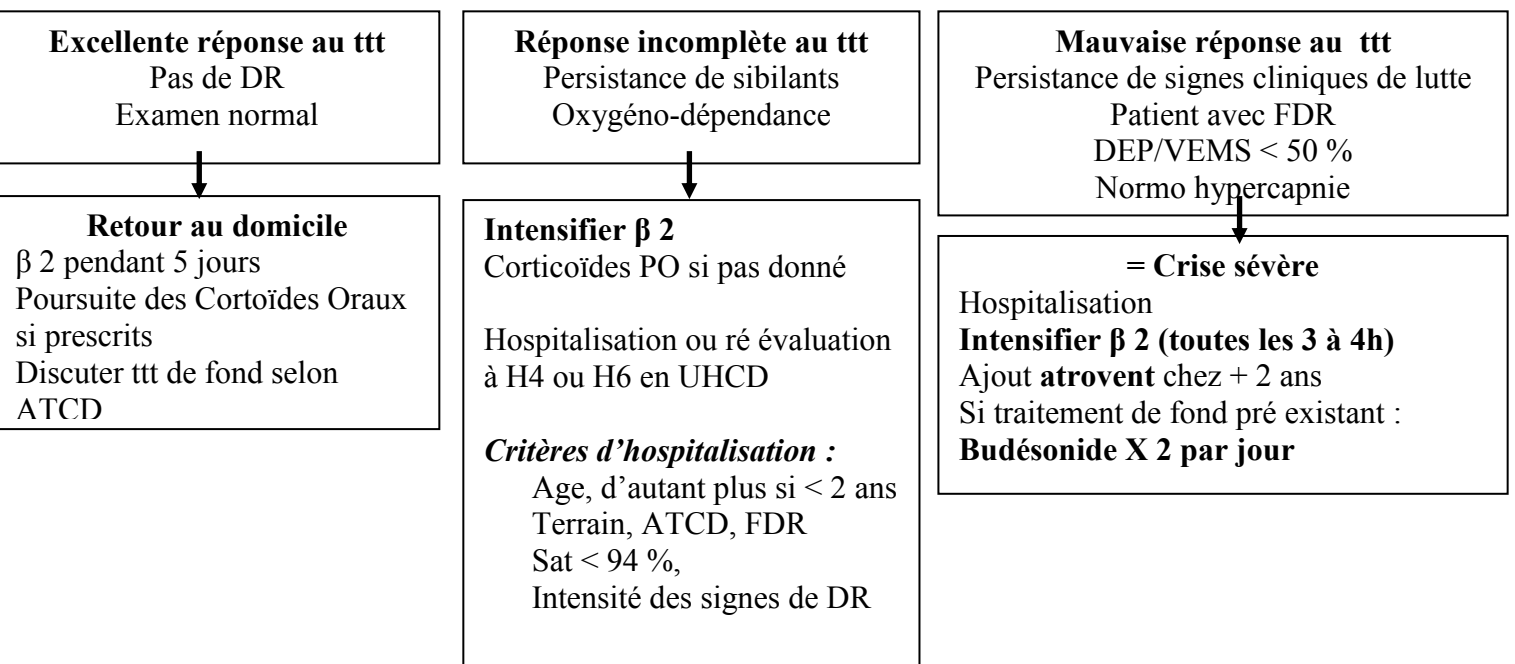 Excellente réponse au ttt
Pas de DR
Examen normal
Réponse incomplète au ttt
Persistance de sibilants
Oxygéno-dépendance
Mauvaise réponse au ttt
Persistance de signes cliniques de lutte
Patient avec FDR
DEP/VEMS < 50 %
Normo hypercapnie
Retour au domicile
β 2 pendant 5 jours
Poursuite des Cortoïdes Oraux
si prescrits
Discuter ttt de fond selon
ATCD
Intensifier β 2
Corticoïdes PO si pas donné
Hospitalisation ou ré évaluation
à H4 ou H6 en UHCD
Critères d’hospitalisation :
Age, d’autant plus si < 2 ans
Terrain, ATCD, FDR
Sat < 94 %,
Intensité des signes de DR
= Crise sévère
Hospitalisation
Intensifier β 2 (toutes les 3 à 4h)
Ajout atrovent chez + 2 ans
Si traitement de fond pré existant :
Budésonide X 2 par jour